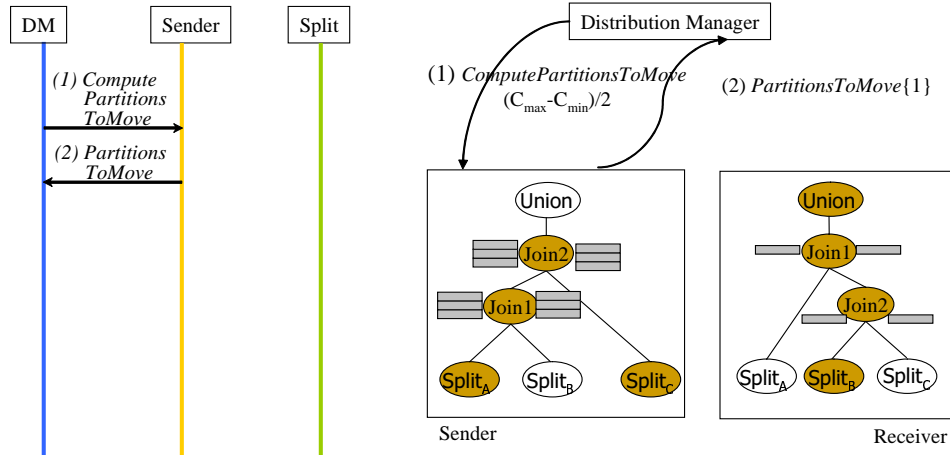 DM
Sender
Split
(1) Compute
Partitions
ToMove
(2) Partitions
ToMove
Distribution Manager
(1) ComputePartitionsToMove
(Cmax-Cmin)/2
(2) PartitionsToMove{1}
Union
Join2
Join1
SplitA
SplitB
SplitC
Sender
Union
Join1
Join2
SplitA
SplitB
SplitC
Receiver